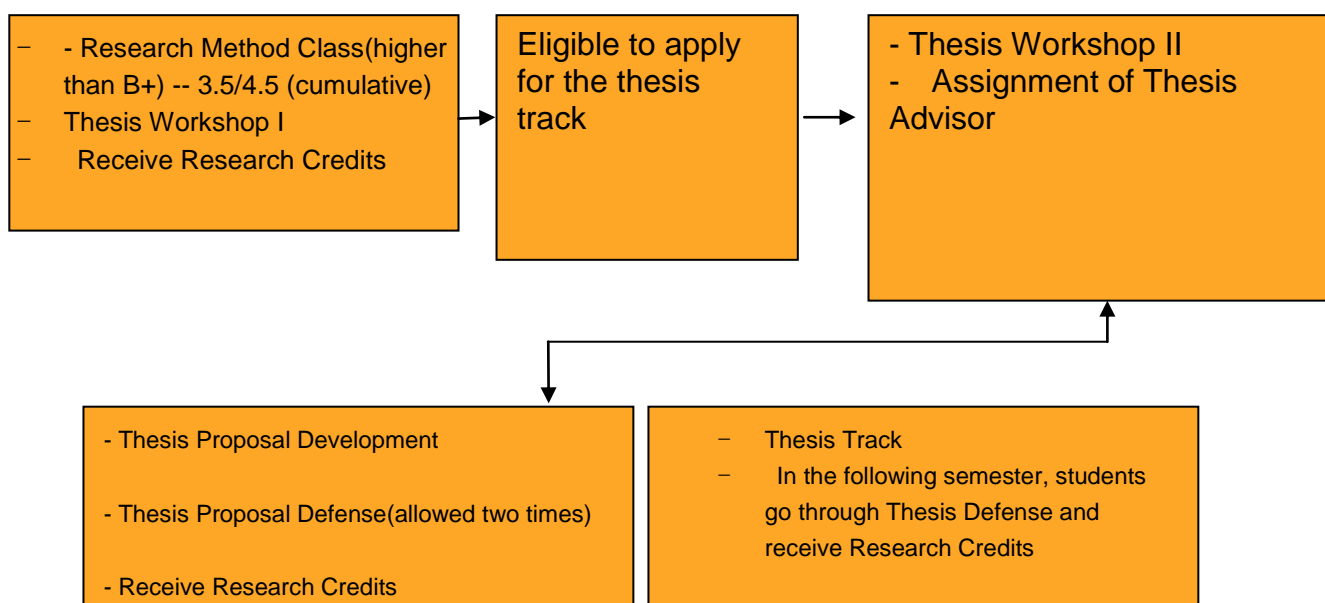 – - Research Method Class(higher
than B+) -- 3.5/4.5 (cumulative)
– Thesis Workshop I
– Receive Research Credits
Eligible to apply
for the thesis
track
- Thesis Workshop II
- Assignment of Thesis
Advisor
- Thesis Proposal Development
- Thesis Proposal Defense(allowed two times)
- Receive Research Credits
– Thesis Track
– In the following semester, students
go through Thesis Defense and
receive Research Credits